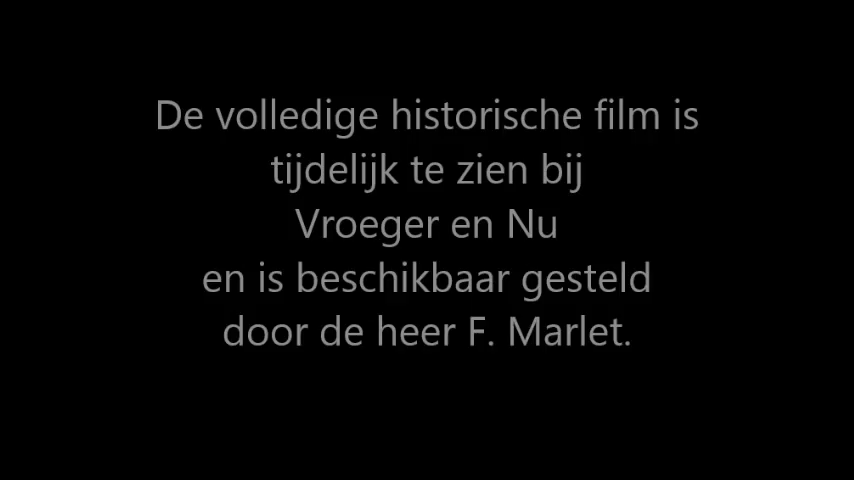 De volledige historische film is
tijdelijk te zien bij
Vroeger en Nu
en is beschikbaar gesteld
door de heer F. Marlet.